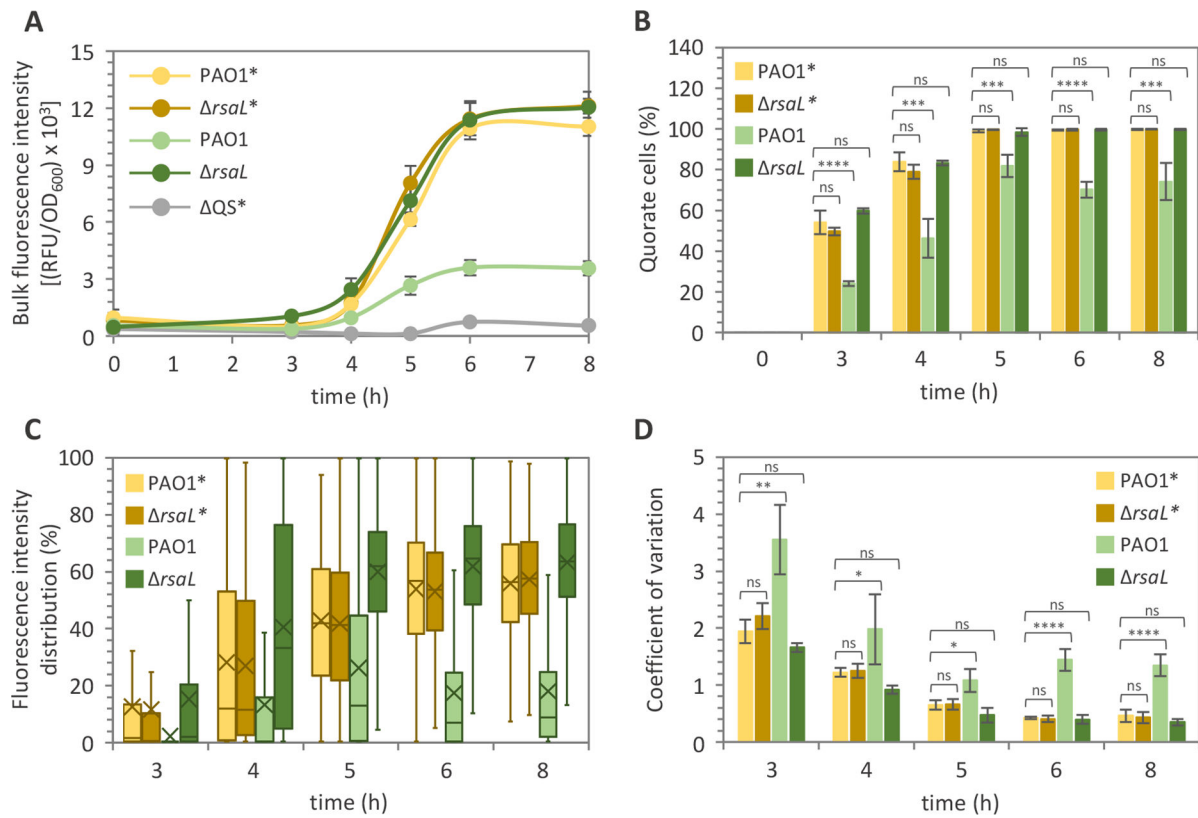 A
Bulk fluorescence intensity
[(RFU/OD600) x 10³]
15
12
9
6
3
0
PAO1*
ΔrsaL*
PAO1
ΔrsaL
ΔQS*
0 1 2 3 4 5 6 7 8
time (h)
B
Quorate cells (%)
140
120
100
80
60
40
20
0
PAO1*
ΔrsaL*
PAO1
ΔrsaL
ns
****
ns
ns
***
ns
ns
***
ns
ns
****
ns
ns
***
ns
0 3 4 5 6 8
time (h)
C
Fluorescence intensity
distribution (%)
100
80
60
40
20
0
PAO1*
ΔrsaL*
PAO1
ΔrsaL
3 4 5 6 8
time (h)
D
Coefficient of variation
5
4
3
2
1
0
PAO1*
ΔrsaL*
PAO1
ΔrsaL
ns
**
ns
ns
*
ns
ns
*
ns
ns
****
ns
ns
****
ns
3 4 5 6 8
time (h)